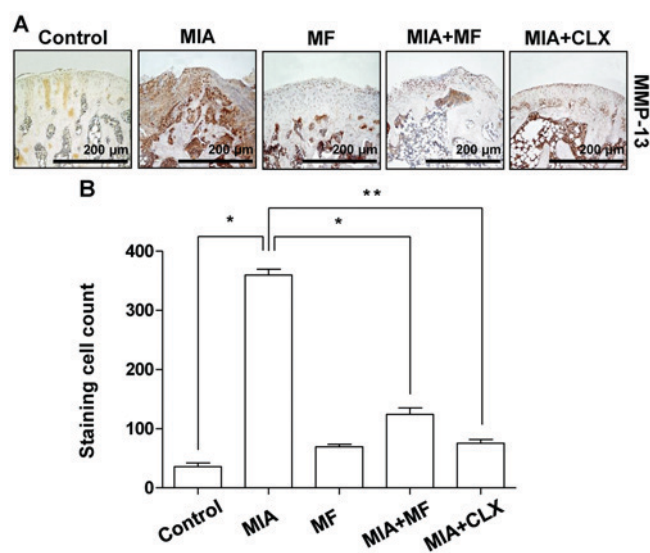 A
Control MIA MF MIA+MF MIA+CLX
MMP-13
200 µm 200 µm 200 µm 200 µm 200 µm
B
**
* *
400
300
200
100
0
Staining cell count
Control MIA MF MIA+MF MIA+CLX